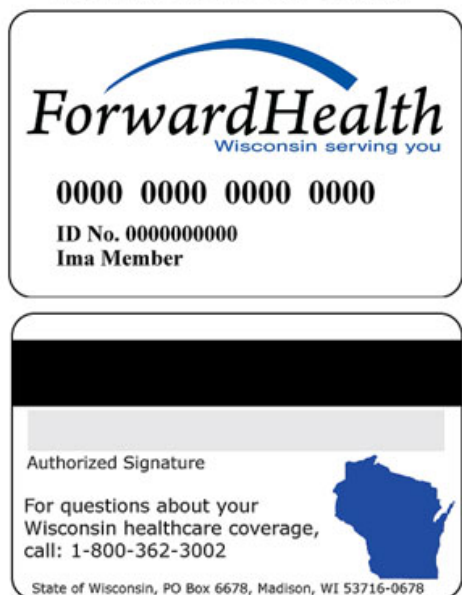 ForwardHealth
Wisconsin serving you
0000 0000 0000 0000
ID No. 0000000000
Ima Member
Authorized Signature
For questions about your
Wisconsin healthcare coverage,
call: 1-800-362-3002
State of Wisconsin, PO Box 6678, Madison, WI 53716-0678